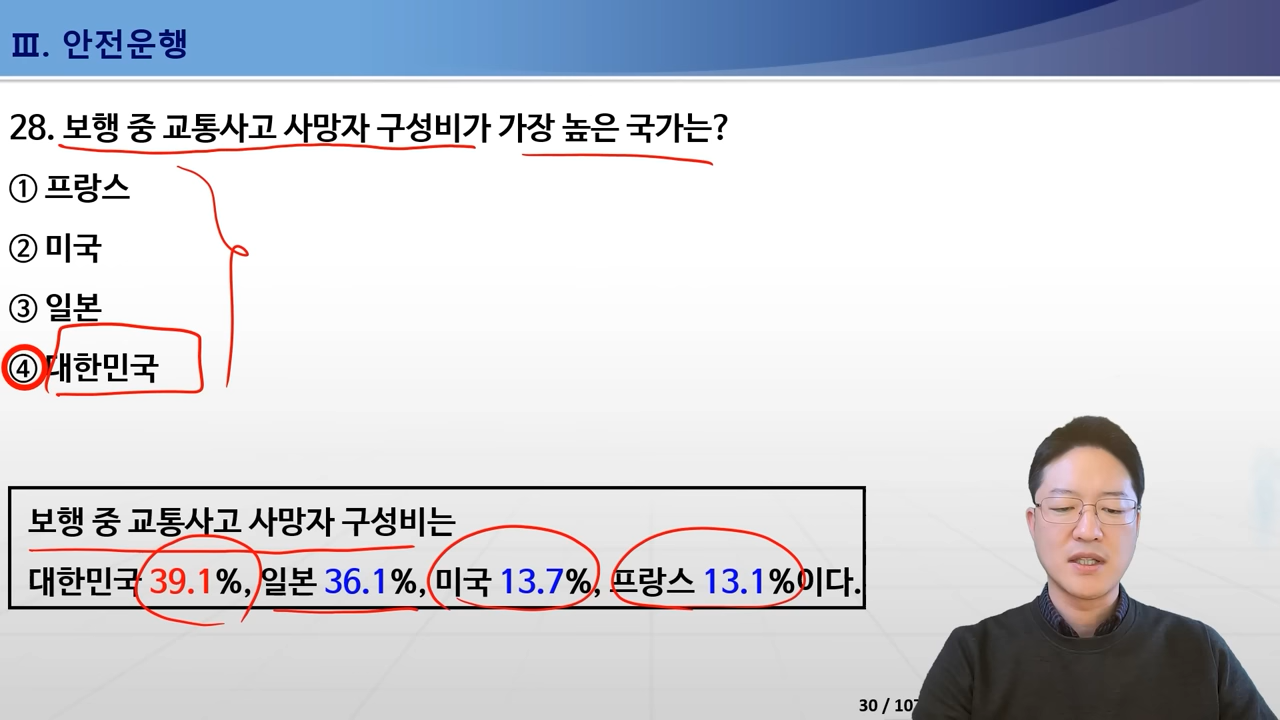 Ⅲ. 안전운행
28. 보행 중 교통사고 사망자 구성비가 가장 높은 국가는?
① 프랑스
② 미국
③ 일본
④ 대한민국
보행 중 교통사고 사망자 구성비는
대한민국 39.1%, 일본 36.1%, 미국 13.7%, 프랑스 13.1%이다.
30 / 107